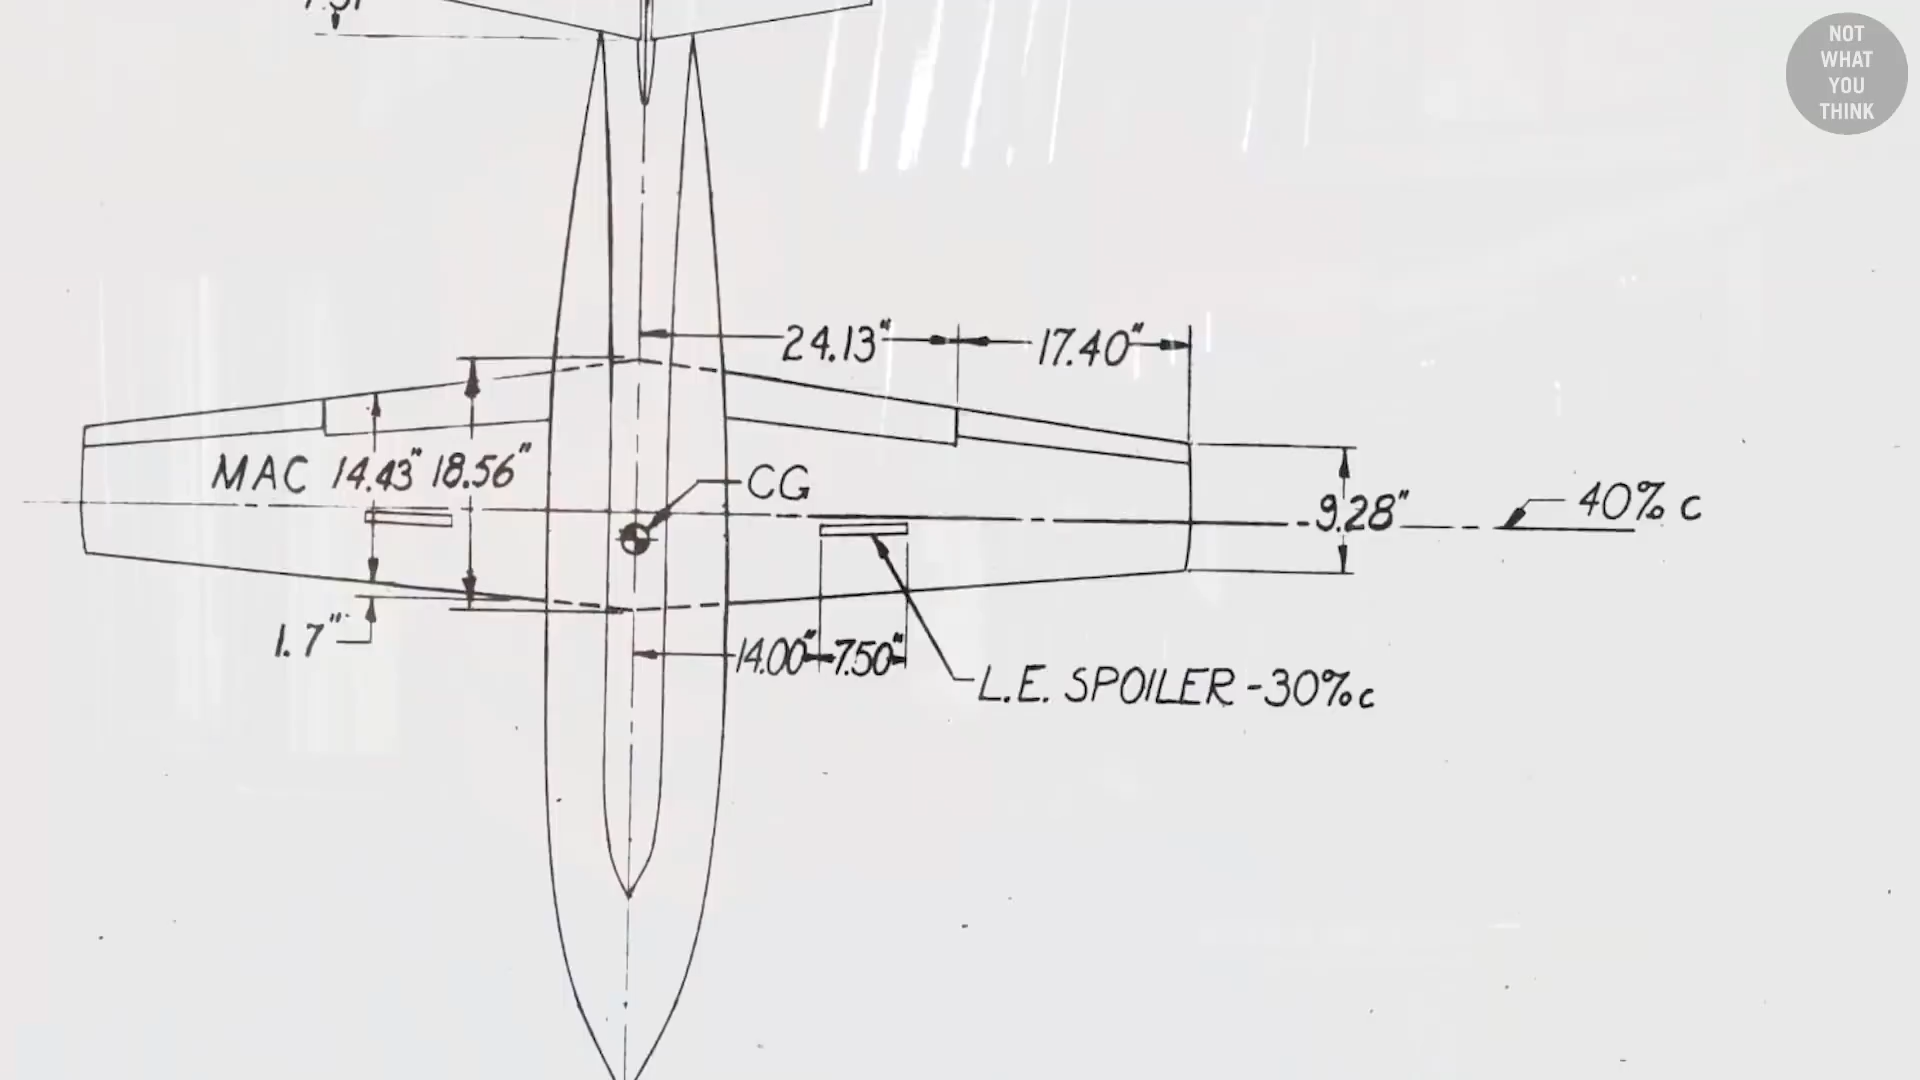 NOT
WHAT
YOU
THINK
24.13"
17.40"
MAC 14.43" 18.56"
CG
9.28"
40% c
1.7"
14.00" 7.50"
L.E. SPOILER - 30% c